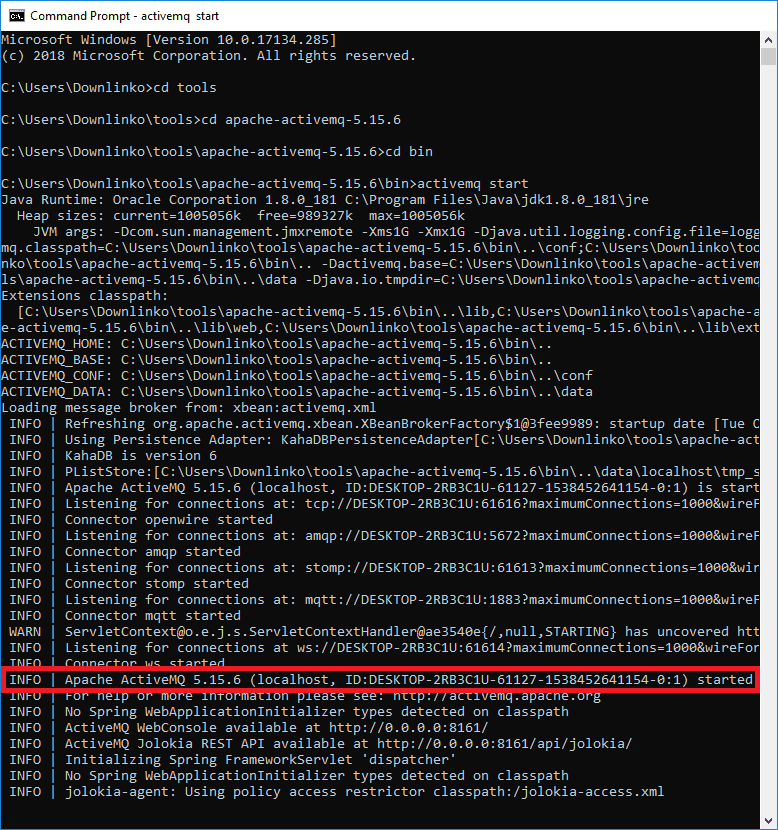 Command Prompt - activemq  start
Microsoft Windows [Version 10.0.17134.285]
(c) 2018 Microsoft Corporation. All rights reserved.
C:\Users\Downlinko>cd tools
C:\Users\Downlinko\tools>cd apache-activemq-5.15.6
C:\Users\Downlinko\tools\apache-activemq-5.15.6>cd bin
C:\Users\Downlinko\tools\apache-activemq-5.15.6\bin>activemq start
Java Runtime: Oracle Corporation 1.8.0_181 C:\Program Files\Java\jdk1.8.0_181\jre
  Heap sizes: current=1005056k  free=989327k  max=1005056k
    JVM args: -Dcom.sun.management.jmxremote -Xms1G -Xmx1G -Djava.util.logging.config.file=logg
mq.classpath=C:\Users\Downlinko\tools\apache-activemq-5.15.6\bin\..\conf;C:\Users\Downlinko\too
nko\tools\apache-activemq-5.15.6\bin\.. -Dactivemq.base=C:\Users\Downlinko\tools\apache-activem
ls\apache-activemq-5.15.6\bin\..\data -Djava.io.tmpdir=C:\Users\Downlinko\tools\apache-activemq
Extensions classpath:
  [C:\Users\Downlinko\tools\apache-activemq-5.15.6\bin\..\lib,C:\Users\Downlinko\tools\apache-a
e-activemq-5.15.6\bin\..\lib\web,C:\Users\Downlinko\tools\apache-activemq-5.15.6\bin\..\lib\ext
ACTIVEMQ_HOME: C:\Users\Downlinko\tools\apache-activemq-5.15.6\bin\..
ACTIVEMQ_BASE: C:\Users\Downlinko\tools\apache-activemq-5.15.6\bin\..
ACTIVEMQ_CONF: C:\Users\Downlinko\tools\apache-activemq-5.15.6\bin\..\conf
ACTIVEMQ_DATA: C:\Users\Downlinko\tools\apache-activemq-5.15.6\bin\..\data
Loading message broker from: xbean:activemq.xml
 INFO | Refreshing org.apache.activemq.xbean.XBeanBrokerFactory$1@3fee9989: startup date [Tue O
 INFO | Using Persistence Adapter: KahaDBPersistenceAdapter[C:\Users\Downlinko\tools\apache-act
 INFO | KahaDB is version 6
 INFO | PListStore:[C:\Users\Downlinko\tools\apache-activemq-5.15.6\bin\..\data\localhost\tmp_s
 INFO | Apache ActiveMQ 5.15.6 (localhost, ID:DESKTOP-2RB3C1U-61127-1538452641154-0:1) is start
 INFO | Listening for connections at: tcp://DESKTOP-2RB3C1U:61616?maximumConnections=1000&wireF
 INFO | Connector openwire started
 INFO | Listening for connections at: amqp://DESKTOP-2RB3C1U:5672?maximumConnections=1000&wireF
 INFO | Connector amqp started
 INFO | Listening for connections at: stomp://DESKTOP-2RB3C1U:61613?maximumConnections=1000&wir
 INFO | Connector stomp started
 INFO | Listening for connections at: mqtt://DESKTOP-2RB3C1U:1883?maximumConnections=1000&wireF
 INFO | Connector mqtt started
 WARN | ServletContext@o.e.j.s.ServletContextHandler@ae3540e{/,null,STARTING} has uncovered htt
 INFO | Listening for connections at ws://DESKTOP-2RB3C1U:61614?maximumConnections=1000&wireFor
 INFO | Connector ws started
 INFO | Apache ActiveMQ 5.15.6 (localhost, ID:DESKTOP-2RB3C1U-61127-1538452641154-0:1) started
 INFO | For help or more information please see: http://activemq.apache.org
 INFO | No Spring WebApplicationInitializer types detected on classpath
 INFO | ActiveMQ WebConsole available at http://0.0.0.0:8161/
 INFO | ActiveMQ Jolokia REST API available at http://0.0.0.0:8161/api/jolokia/
 INFO | Initializing Spring FrameworkServlet 'dispatcher'
 INFO | No Spring WebApplicationInitializer types detected on classpath
 INFO | jolokia-agent: Using policy access restrictor classpath:/jolokia-access.xml